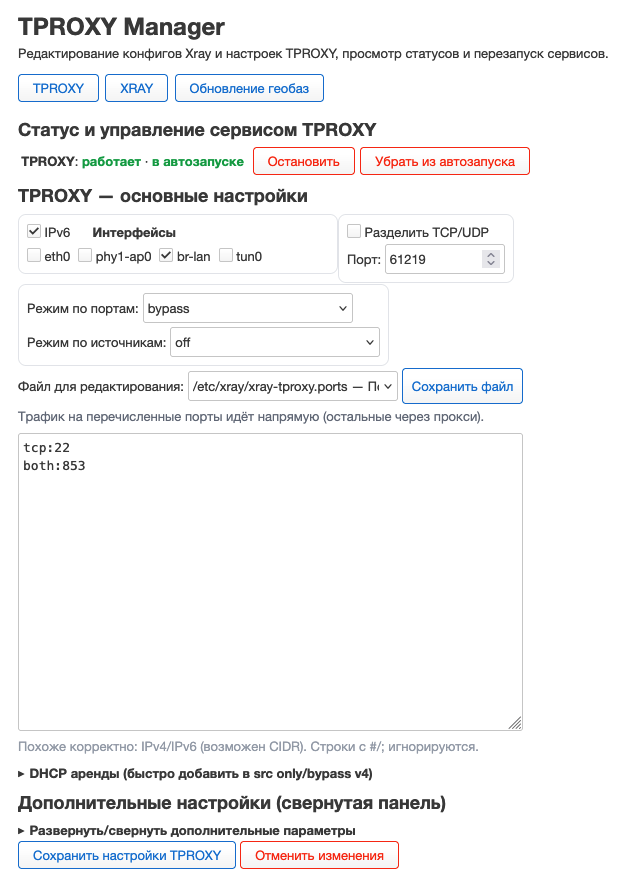 TPROXY Manager
Редактирование конфигов Xray и настроек TPROXY, просмотр статусов и перезапуск сервисов.
TPROXY XRAY Обновление геобаз
Статус и управление сервисом TPROXY
TPROXY: работает · в автозапуске Остановить Убрать из автозапуска
TPROXY — основные настройки
IPv6 Интерфейсы
eth0 phy1-ap0 br-lan tun0
Разделить TCP/UDP
Порт: 61219
Режим по портам: bypass
Режим по источникам: off
Файл для редактирования: /etc/xray/xray-tproxy.ports — Сохранить файл
Трафик на перечисленные порты идёт напрямую (остальные через прокси).
tcp:22
both:853
Похоже корректно: IPv4/IPv6 (возможен CIDR). Строки с #/; игнорируются.
▸ DHCP аренды (быстро добавить в src only/bypass v4)
Дополнительные настройки (свернутая панель)
▸ Развернуть/свернуть дополнительные параметры
Сохранить настройки TPROXY Отменить изменения